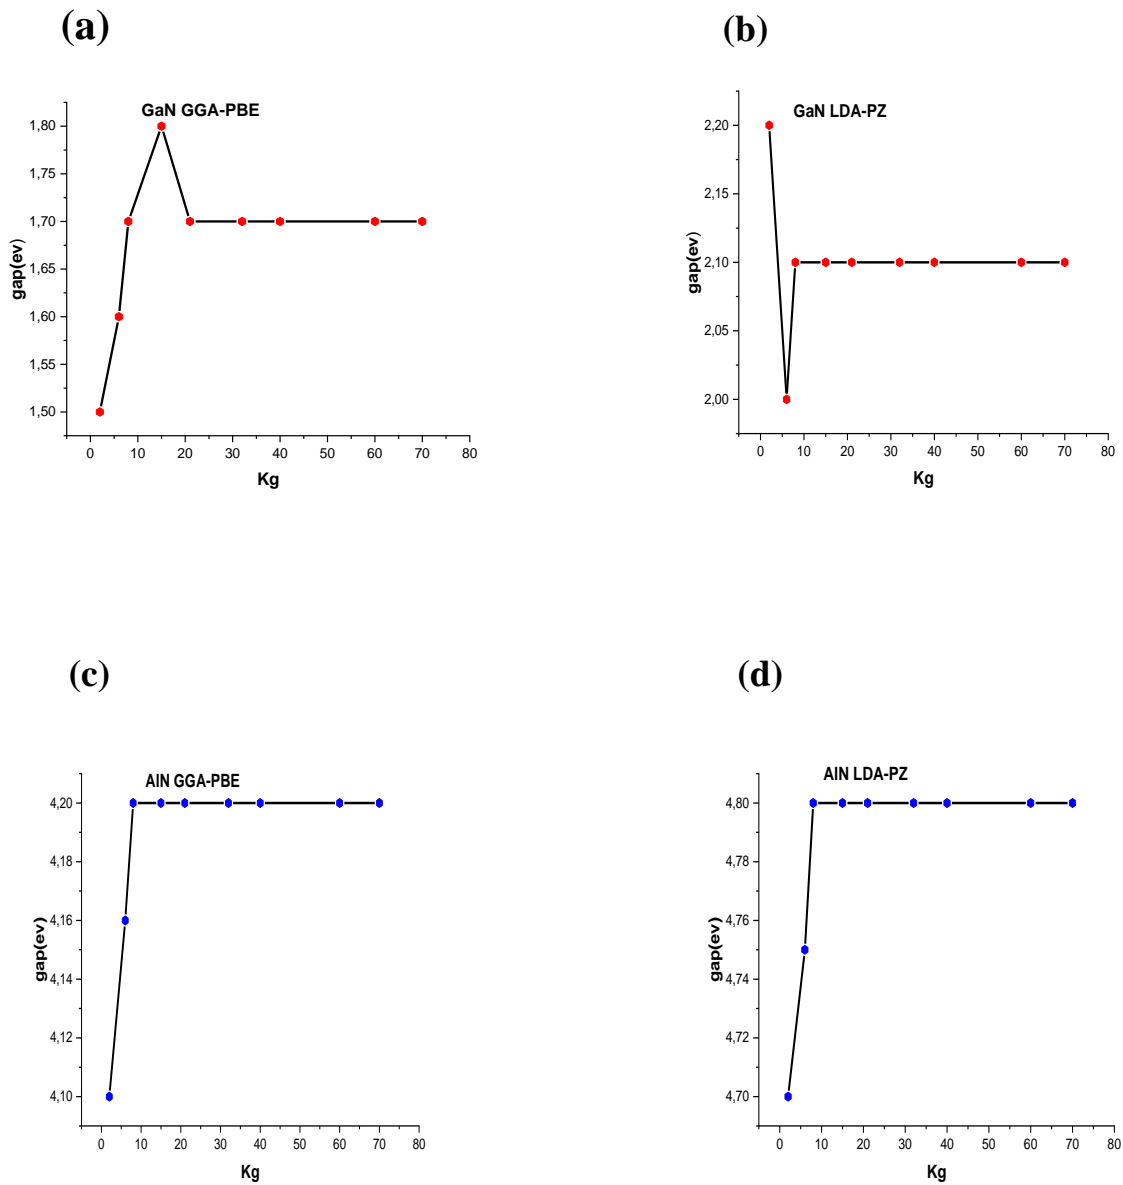 (a)
GaN GGA-PBE
1,80
1,75
1,70
1,65
1,60
1,55
1,50
gap(ev)
0 10 20 30 40 50 60 70 80
Kg
(b)
GaN LDA-PZ
2,20
2,15
2,10
2,05
2,00
gap(ev)
0 10 20 30 40 50 60 70 80
Kg
(c)
AlN GGA-PBE
4,20
4,18
4,16
4,14
4,12
4,10
gap(ev)
0 10 20 30 40 50 60 70 80
Kg
(d)
AlN LDA-PZ
4,80
4,78
4,76
4,74
4,72
4,70
gap(ev)
0 10 20 30 40 50 60 70 80
Kg